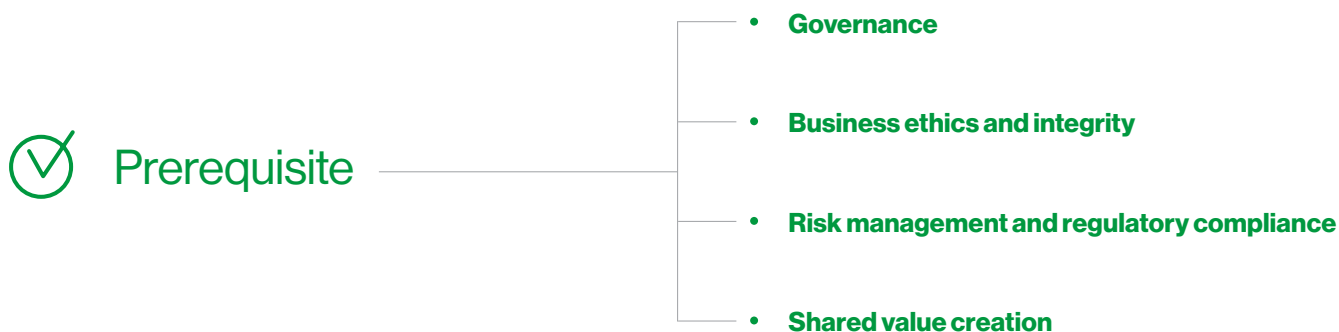 Prerequisite
• Governance
• Business ethics and integrity
• Risk management and regulatory compliance
• Shared value creation